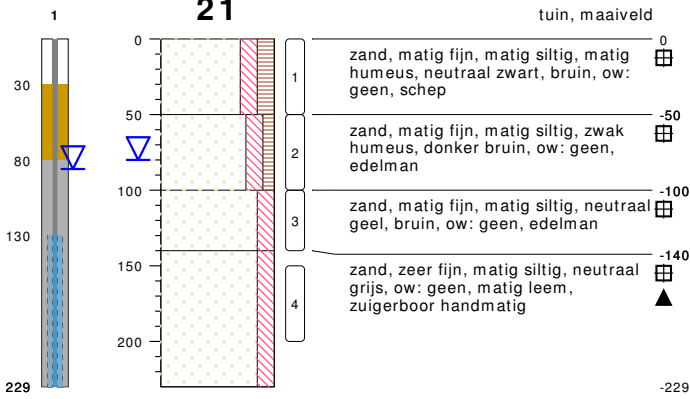 21
1
tuin, maaiveld
0
0
zand, matig fijn, matig siltig, matig
humeus, neutraal zwart, bruin, ow:
geen, schep
1
30
50
-50
zand, matig fijn, matig siltig, zwak
humeus, donker bruin, ow: geen,
edelman
2
80
100
-100
zand, matig fijn, matig siltig, neutraal
geel, bruin, ow: geen, edelman
3
130
-140
150
zand, zeer fijn, matig siltig, neutraal
grijs, ow: geen, matig leem,
zuigerboor handmatig
4
200
229
-229